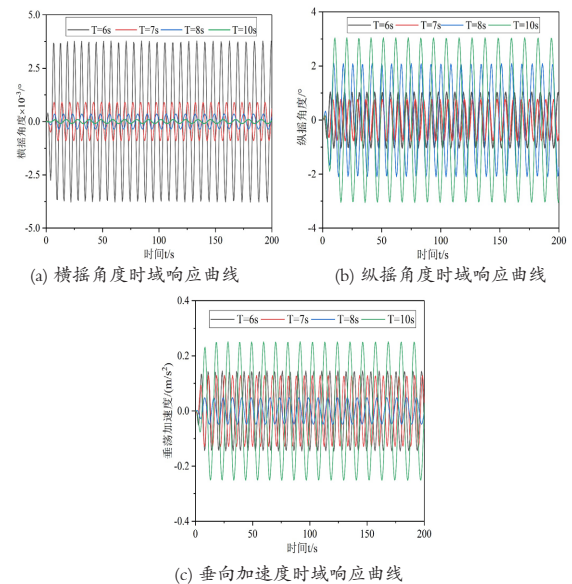 T=6s T=7s T=8s T=10s
5.0
2.5
0.0
-2.5
-5.0
横摇角度×10⁻³/°
0 50 100 150 200
时间t/s
(a) 横摇角度时域响应曲线
T=6s T=7s T=8s T=10s
4
2
0
-2
-4
纵摇角度/°
0 50 100 150 200
时间t/s
(b) 纵摇角度时域响应曲线
T=6s T=7s T=8s T=10s
0.4
0.2
0.0
-0.2
-0.4
垂荡加速度/(m/s²)
0 50 100 150 200
时间t/s
(c) 垂向加速度时域响应曲线